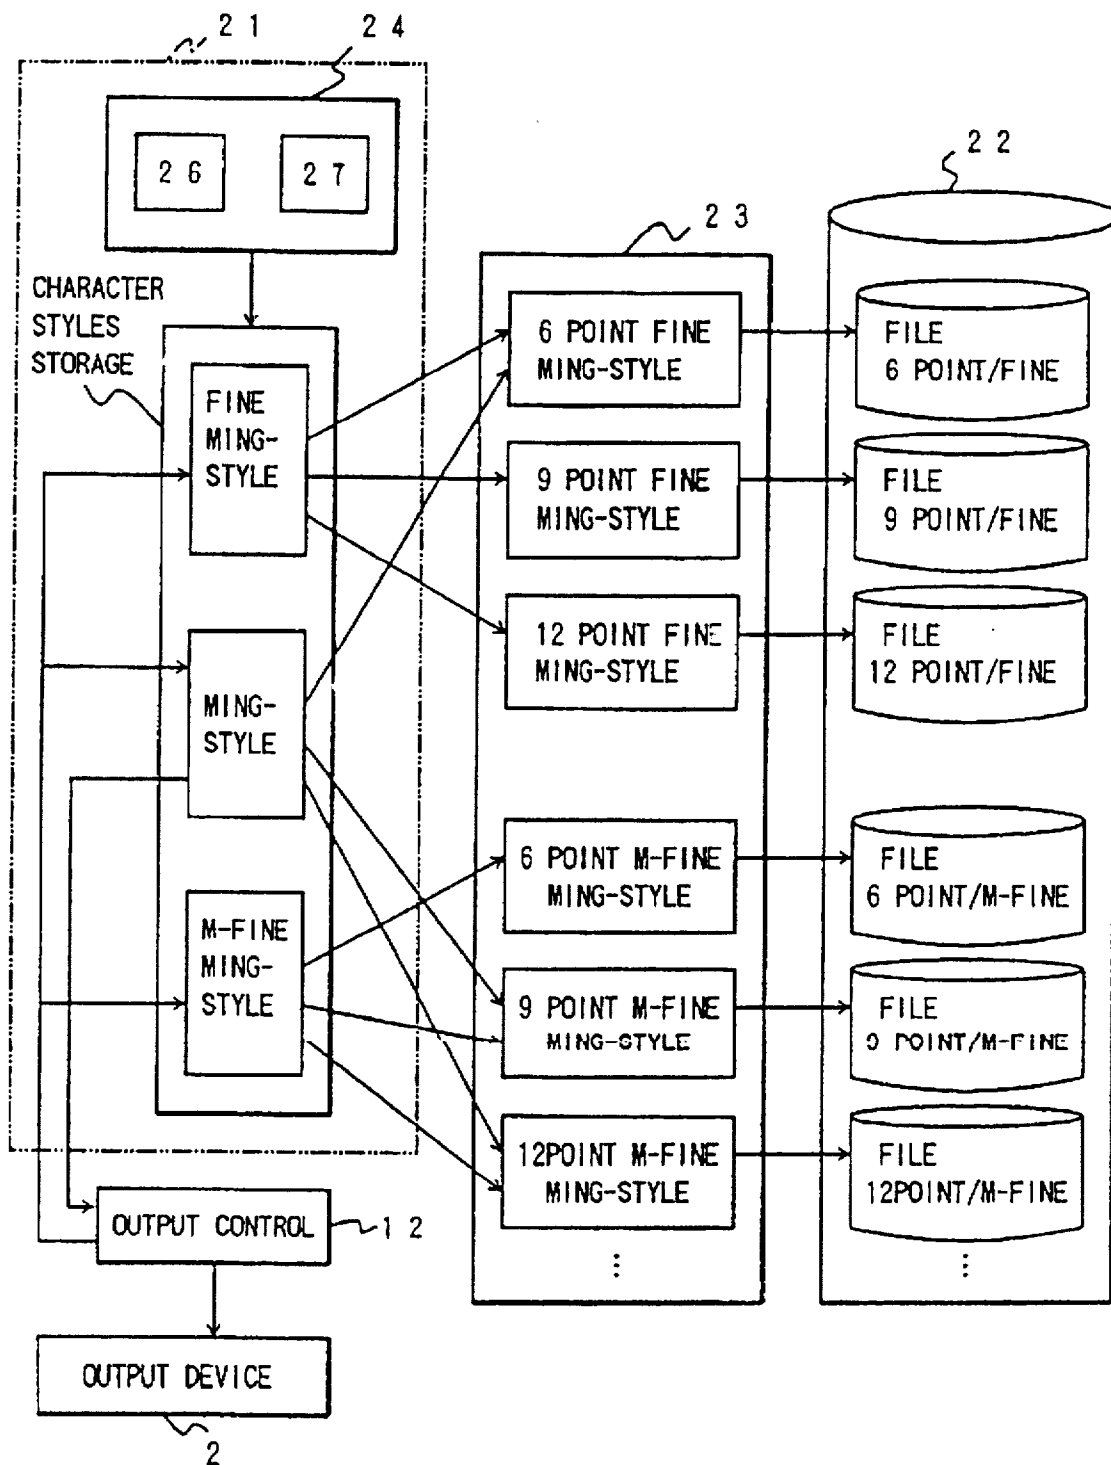 21
24
26
27
22
23
CHARACTER
STYLES
STORAGE
FINE
MING-
STYLE
MING-
STYLE
M-FINE
MING-
STYLE
6 POINT FINE
MING-STYLE
9 POINT FINE
MING-STYLE
12 POINT FINE
MING-STYLE
6 POINT M-FINE
MING-STYLE
9 POINT M-FINE
MING-STYLE
12POINT M-FINE
MING-STYLE
⋮
FILE
6 POINT/FINE
FILE
9 POINT/FINE
FILE
12 POINT/FINE
FILE
6 POINT/M-FINE
FILE
9 POINT/M-FINE
FILE
12POINT/M-FINE
⋮
OUTPUT CONTROL
12
OUTPUT DEVICE
2